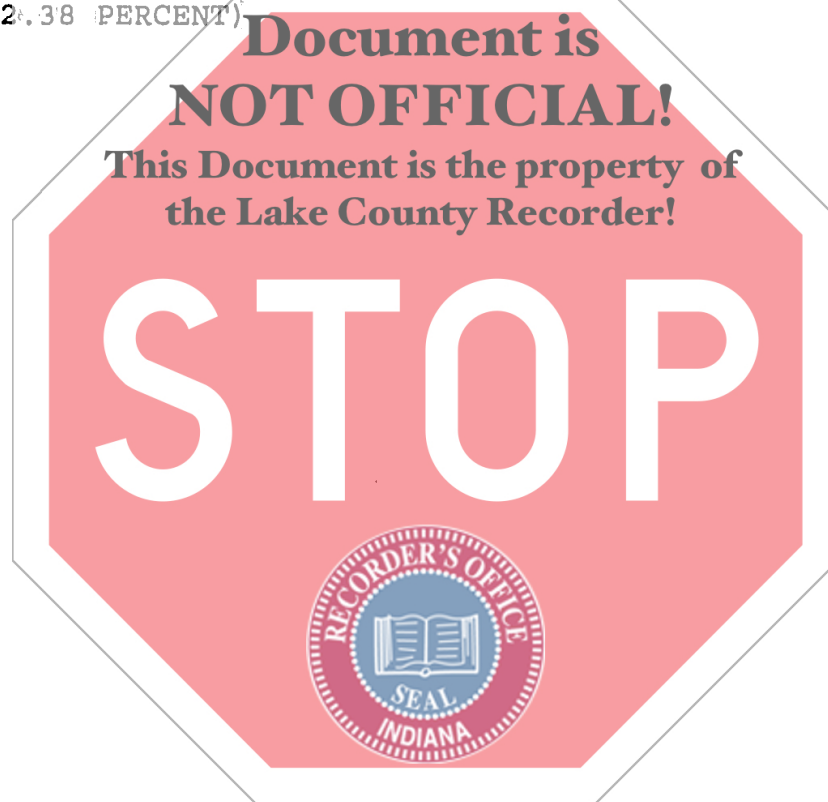 2.38 PERCENT)
Document is
NOT OFFICIAL!
This Document is the property of
the Lake County Recorder!
STOP
RECORDER'S OFFICE
SEAL
INDIANA